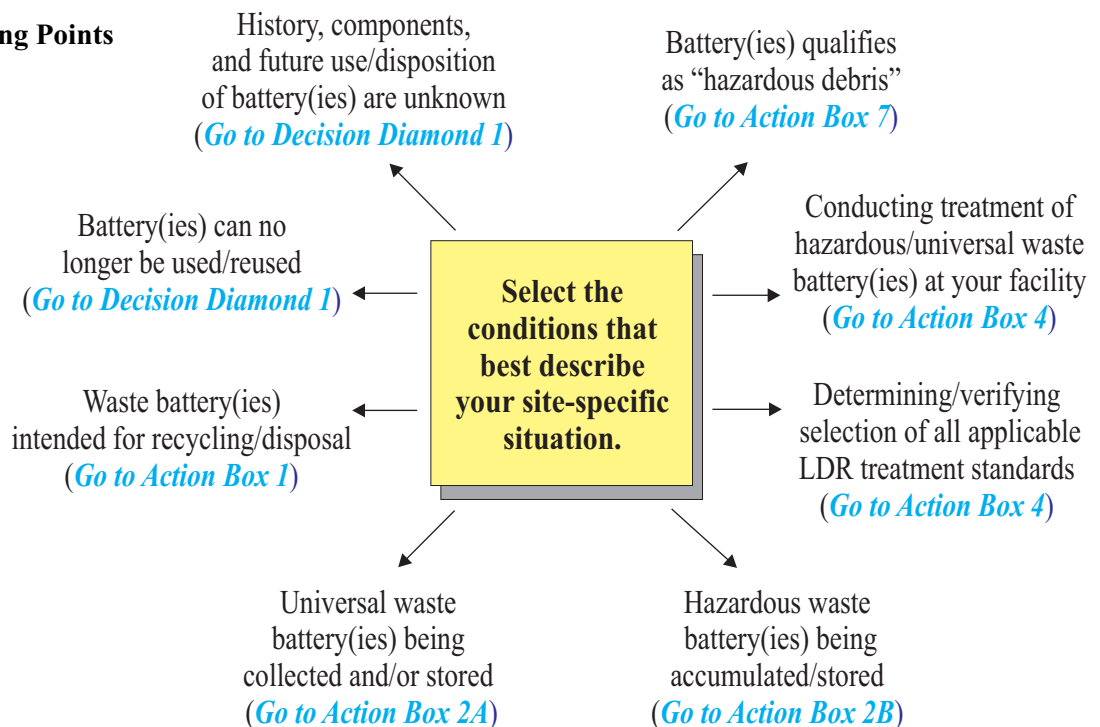 ng Points
History, components,
and future use/disposition
of battery(ies) are unknown
(Go to Decision Diamond 1)
Battery(ies) qualifies
as “hazardous debris”
(Go to Action Box 7)
Battery(ies) can no
longer be used/reused
(Go to Decision Diamond 1)
Conducting treatment of
hazardous/universal waste
battery(ies) at your facility
(Go to Action Box 4)
Select the
conditions that
best describe
your site-specific
situation.
Waste battery(ies)
intended for recycling/disposal
(Go to Action Box 1)
Determining/verifying
selection of all applicable
LDR treatment standards
(Go to Action Box 4)
Universal waste
battery(ies) being
collected and/or stored
(Go to Action Box 2A)
Hazardous waste
battery(ies) being
accumulated/stored
(Go to Action Box 2B)